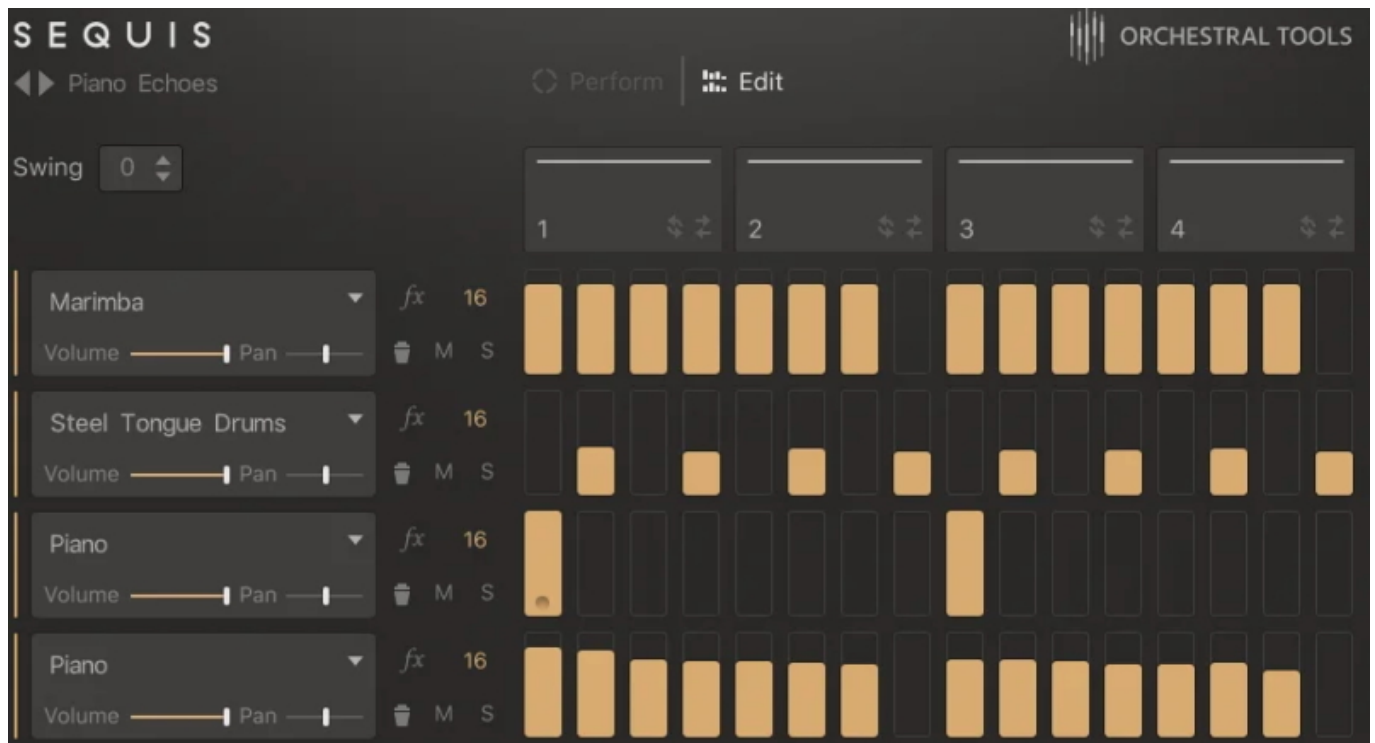 SEQUIS
ORCHESTRAL TOOLS
Piano Echoes
Perform
Edit
Swing 0
1 2 3 4
Marimba fx 16
Volume Pan M S
Steel Tongue Drums fx 16
Volume Pan M S
Piano fx 16
Volume Pan M S
Piano fx 16
Volume Pan M S